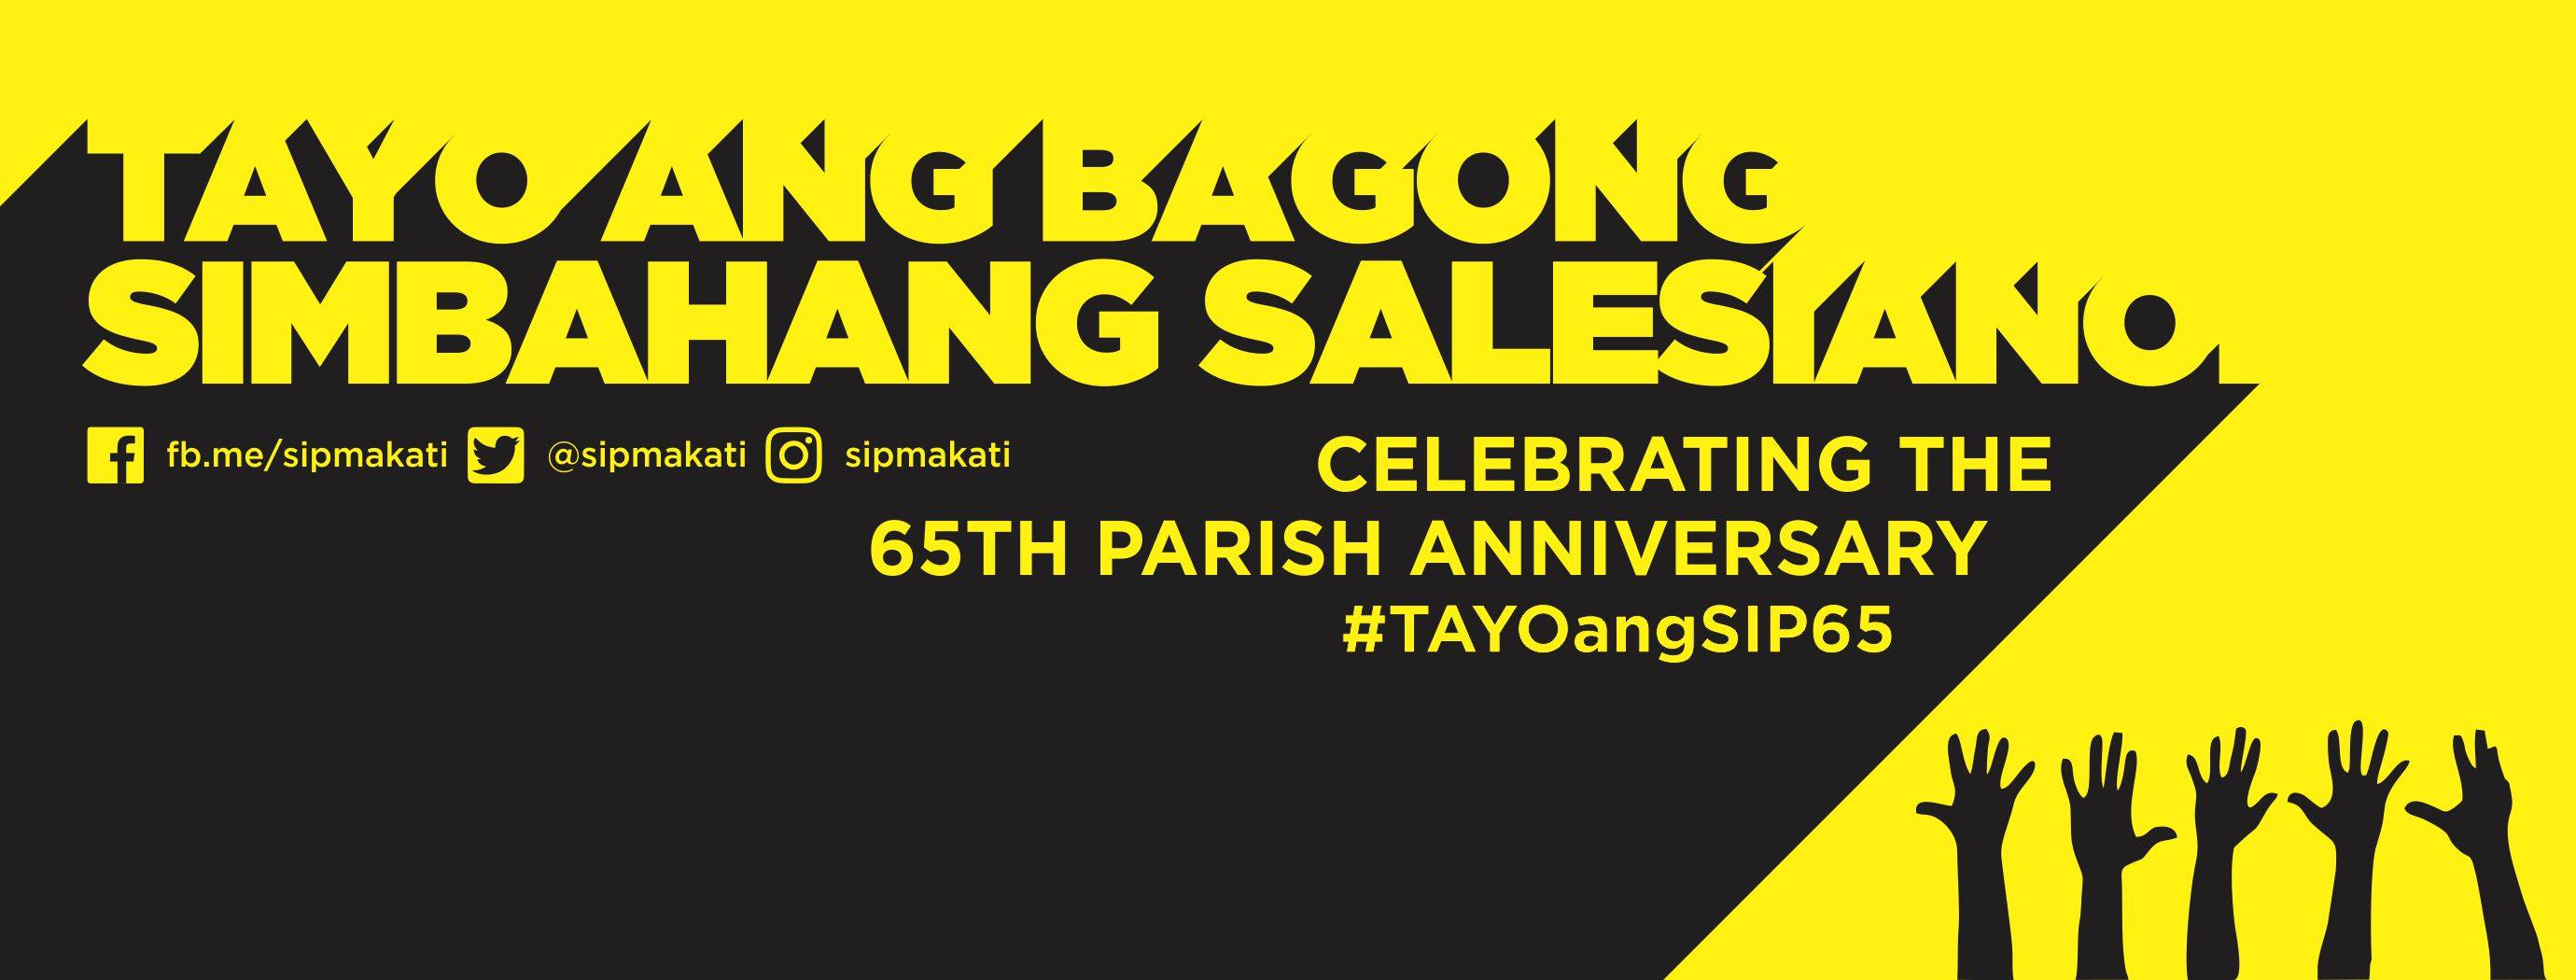 TAYO ANG BAGONG
SIMBAHANG SALESIANO.
fb.me/sipmakati @sipmakati sipmakati
CELEBRATING THE
65TH PARISH ANNIVERSARY
#TAYOangSIP65